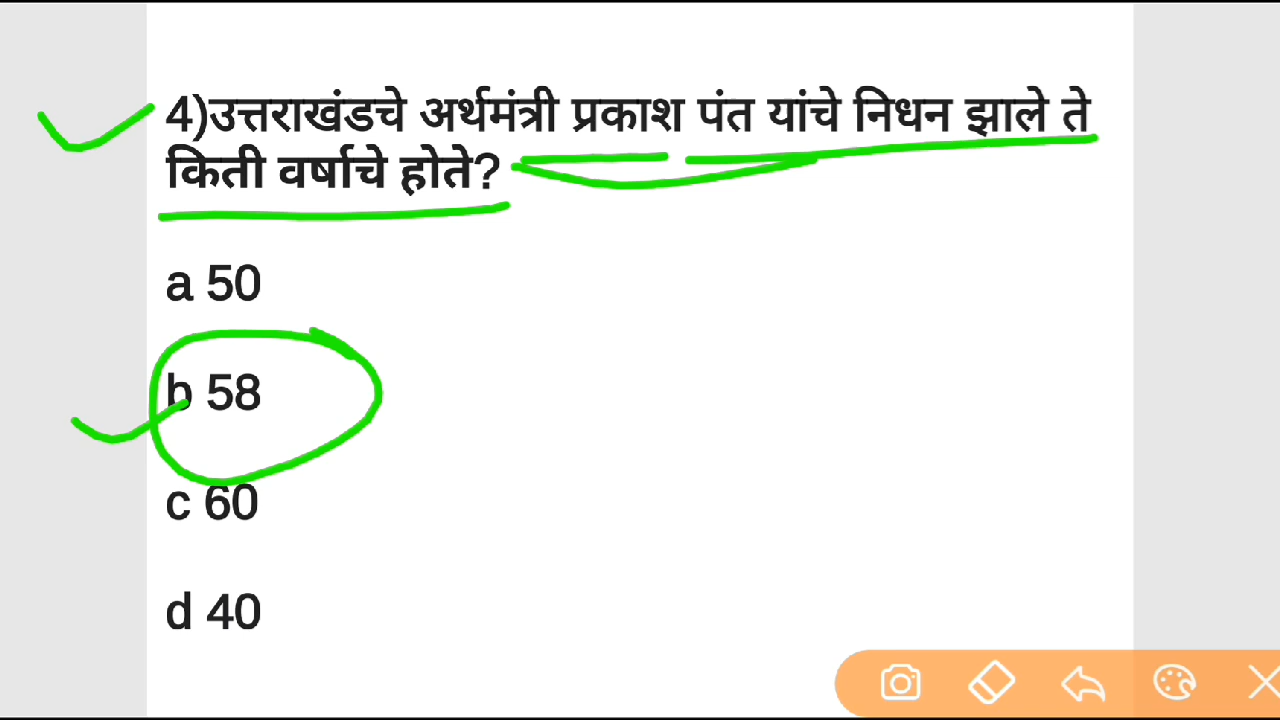 4)उत्तराखंडचे अर्थमंत्री प्रकाश पंत यांचे निधन झाले ते
किती वर्षाचे होते?
a 50
b 58
c 60
d 40